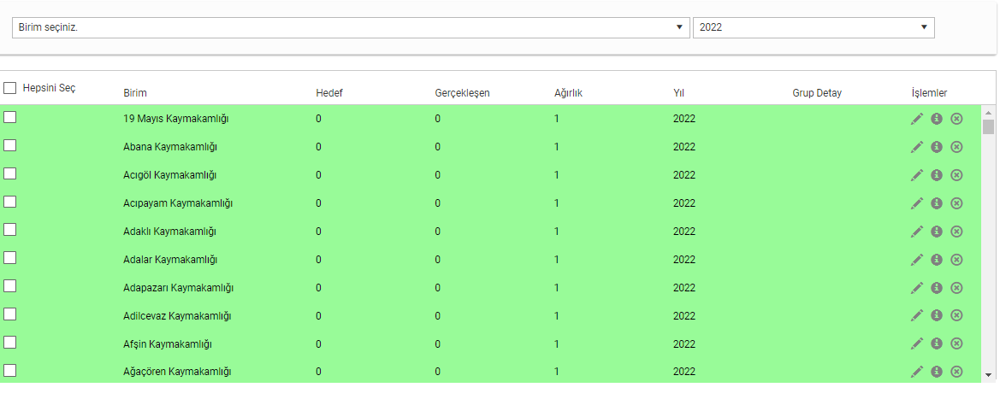 Birim seçiniz. 2022
Hepsini Seç Birim Hedef Gerçekleşen Ağırlık Yıl Grup Detay İşlemler
19 Mayıs Kaymakamlığı 0 0 1 2022
Abana Kaymakamlığı 0 0 1 2022
Acıgöl Kaymakamlığı 0 0 1 2022
Acıpayam Kaymakamlığı 0 0 1 2022
Adaklı Kaymakamlığı 0 0 1 2022
Adalar Kaymakamlığı 0 0 1 2022
Adapazarı Kaymakamlığı 0 0 1 2022
Adilcevaz Kaymakamlığı 0 0 1 2022
Afşin Kaymakamlığı 0 0 1 2022
Ağaçören Kaymakamlığı 0 0 1 2022